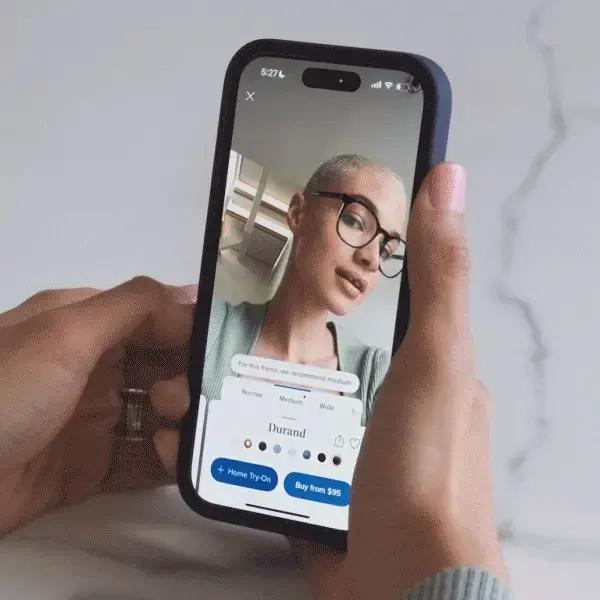 5:27
For this frame, we recommend medium
Narrow Medium Wide E
Durand
+ Home Try-On Buy from $95